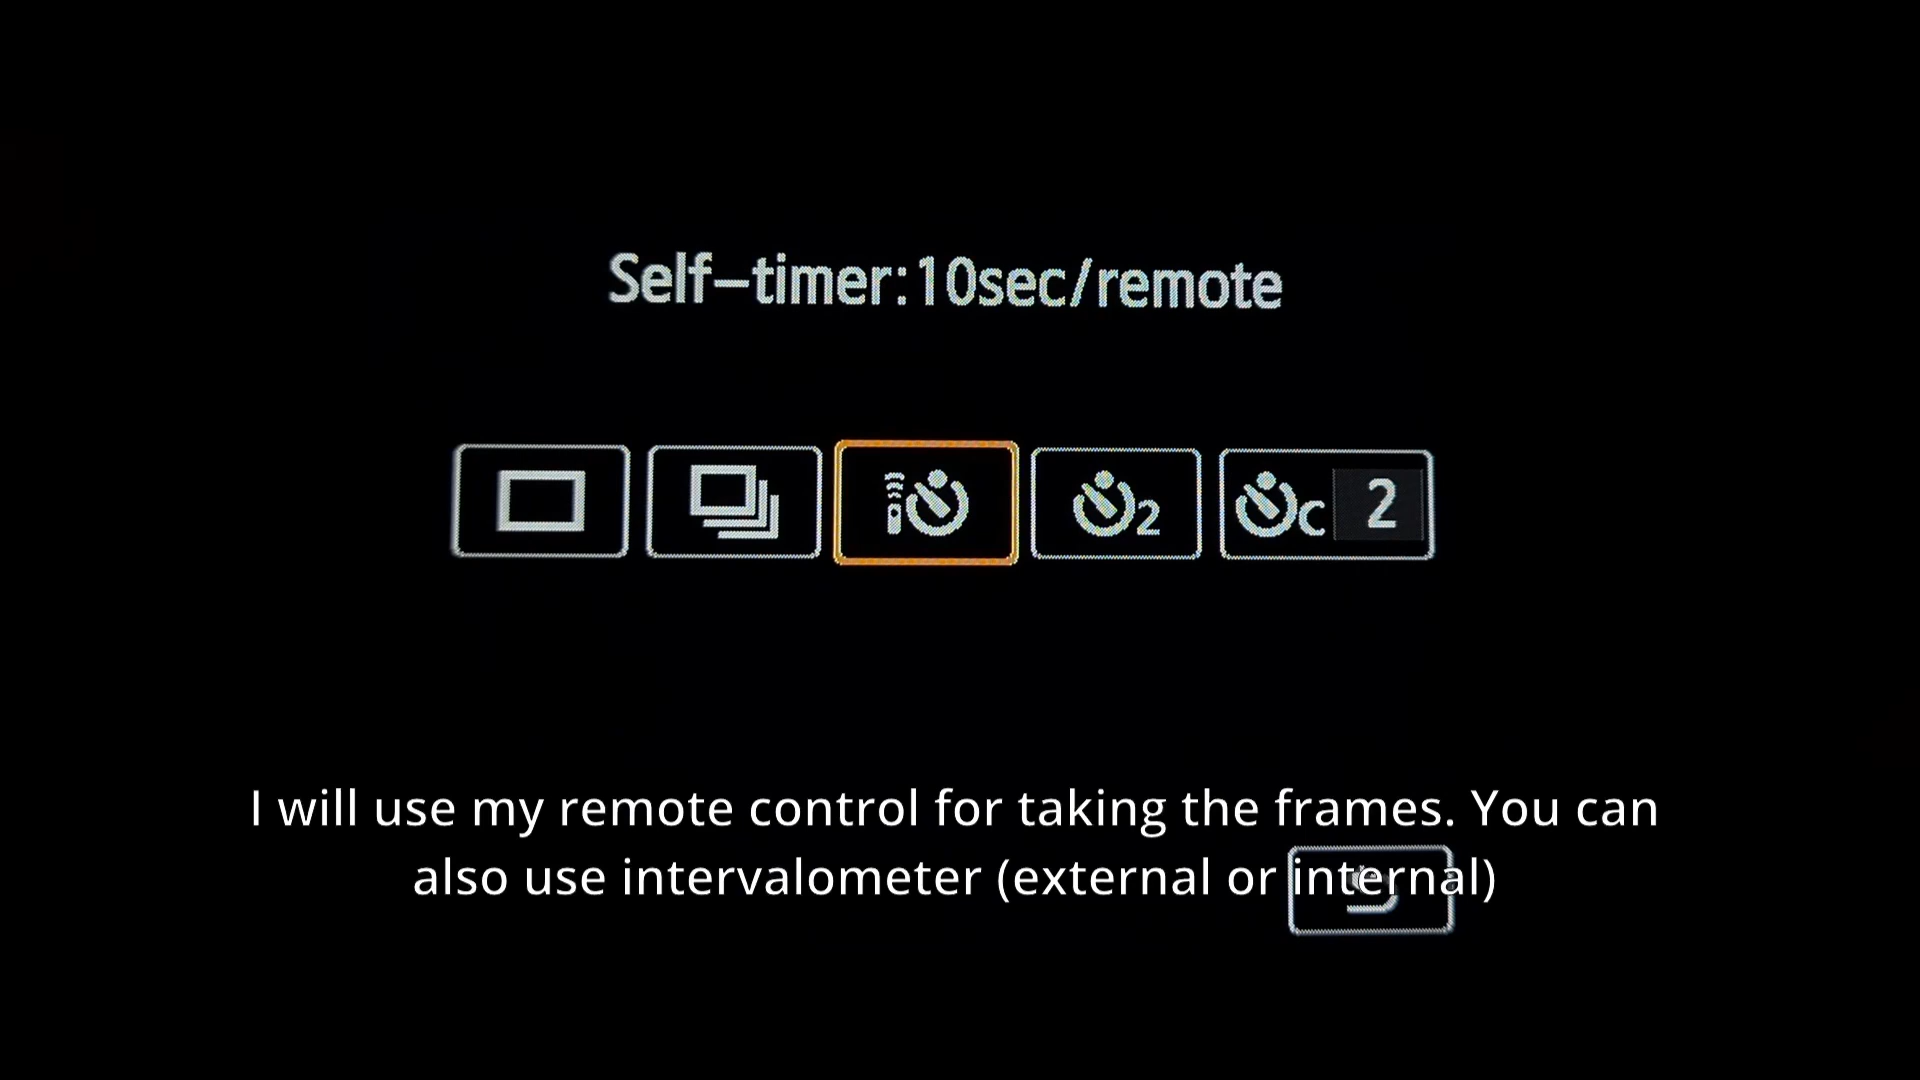 Self-timer:10sec/remote
2
C 2
I will use my remote control for taking the frames. You can
also use intervalometer (external or internal)